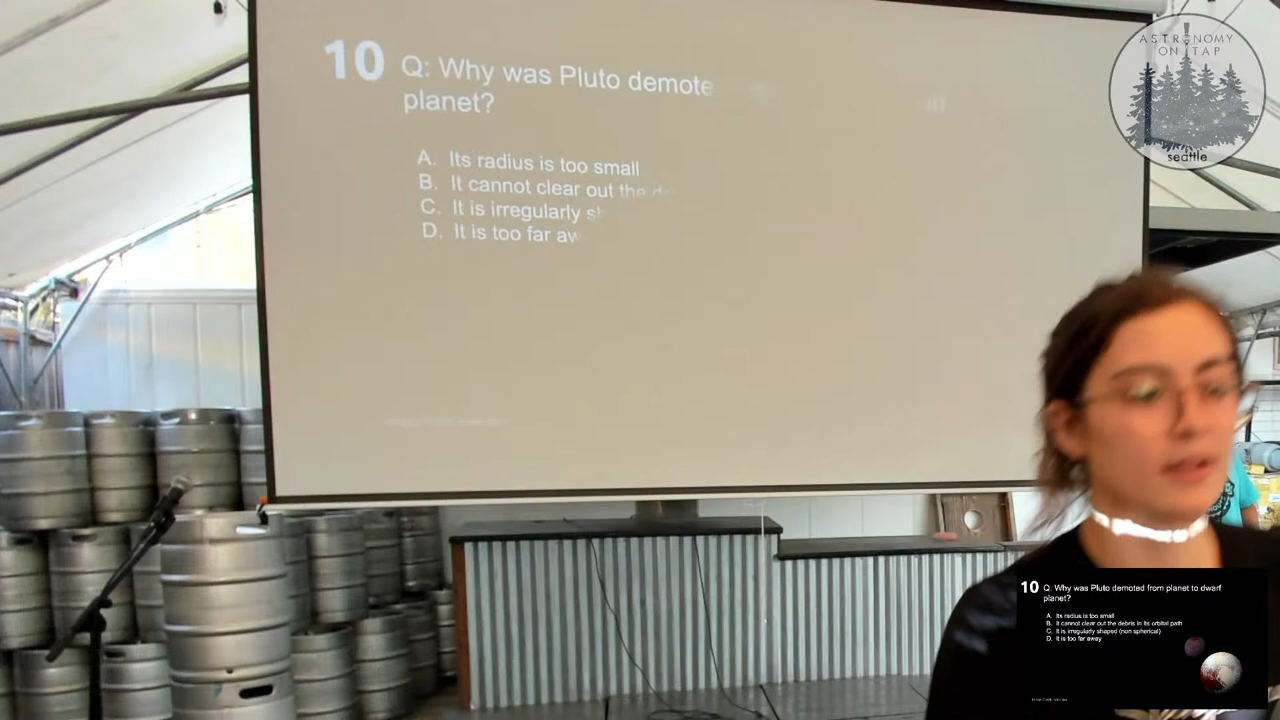 10 Q: Why was Pluto demote
planet?
A. Its radius is too small
B. It cannot clear out the
C. It is irregularly
D. It is too far aw
ASTRONOMY
ON TAP
seattle
10 Q: Why was Pluto demoted from planet to dwarf
planet?
A. Its radius is too small
B. It cannot clear out the debris in its orbital path
C. It is irregularly shaped (non spherical)
D. It is too far away